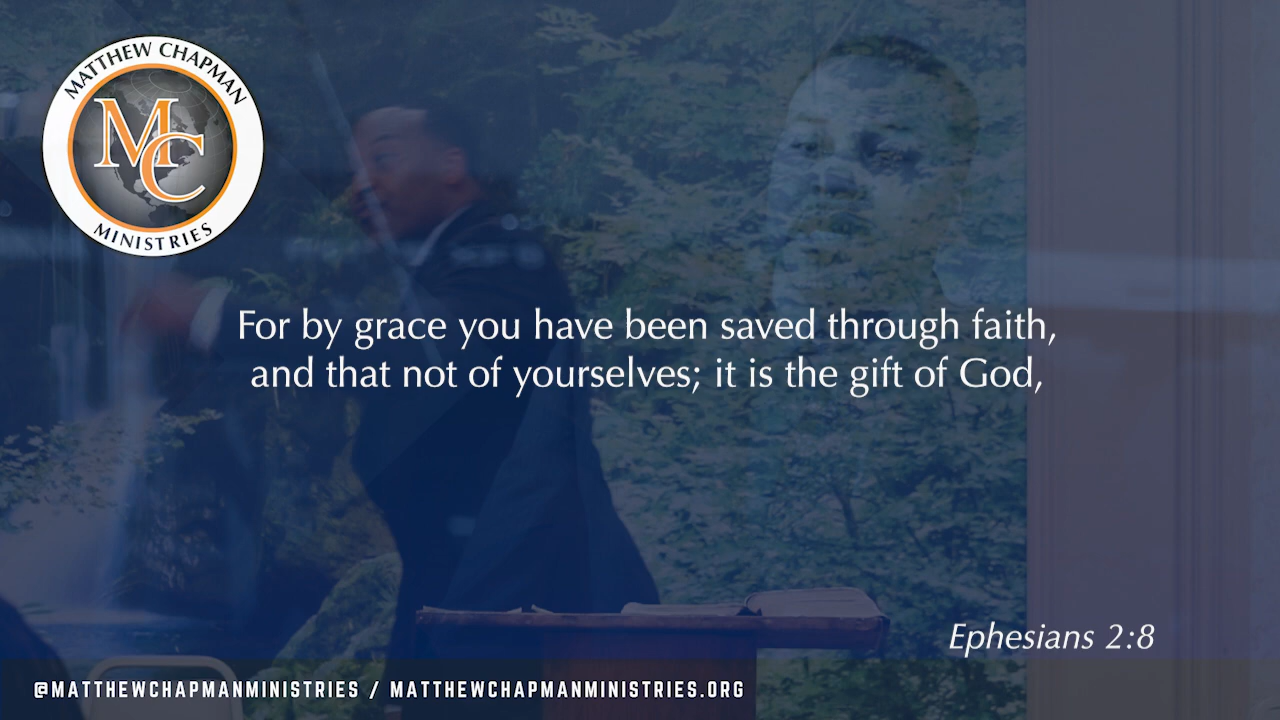 MATTHEW CHAPMAN
MC
MINISTRIES
For by grace you have been saved through faith,
and that not of yourselves; it is the gift of God,
Ephesians 2:8
@MATTHEWCHAPMANMINISTRIES / MATTHEWCHAPMANMINISTRIES.ORG